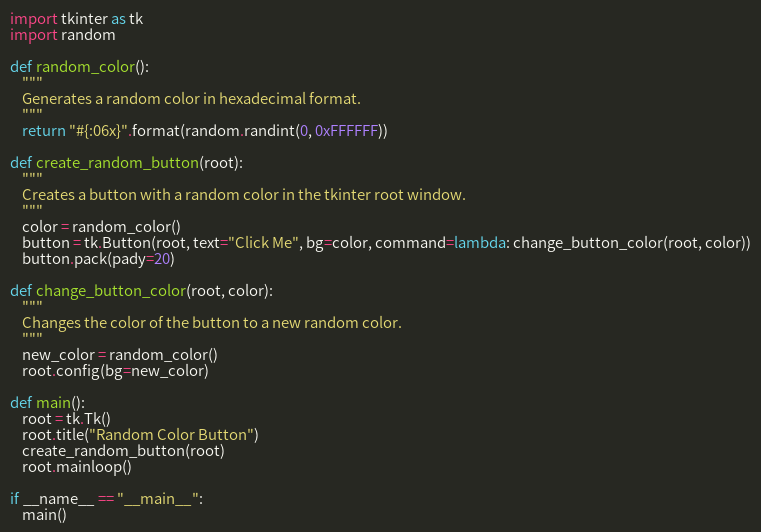 import tkinter as tk
import random

def random_color():
    """
    Generates a random color in hexadecimal format.
    """
    return "#{:06x}".format(random.randint(0, 0xFFFFFF))

def create_random_button(root):
    """
    Creates a button with a random color in the tkinter root window.
    """
    color = random_color()
    button = tk.Button(root, text="Click Me", bg=color, command=lambda: change_button_color(root, color))
    button.pack(pady=20)

def change_button_color(root, color):
    """
    Changes the color of the button to a new random color.
    """
    new_color = random_color()
    root.config(bg=new_color)

def main():
    root = tk.Tk()
    root.title("Random Color Button")
    create_random_button(root)
    root.mainloop()

if __name__ == "__main__":
    main()